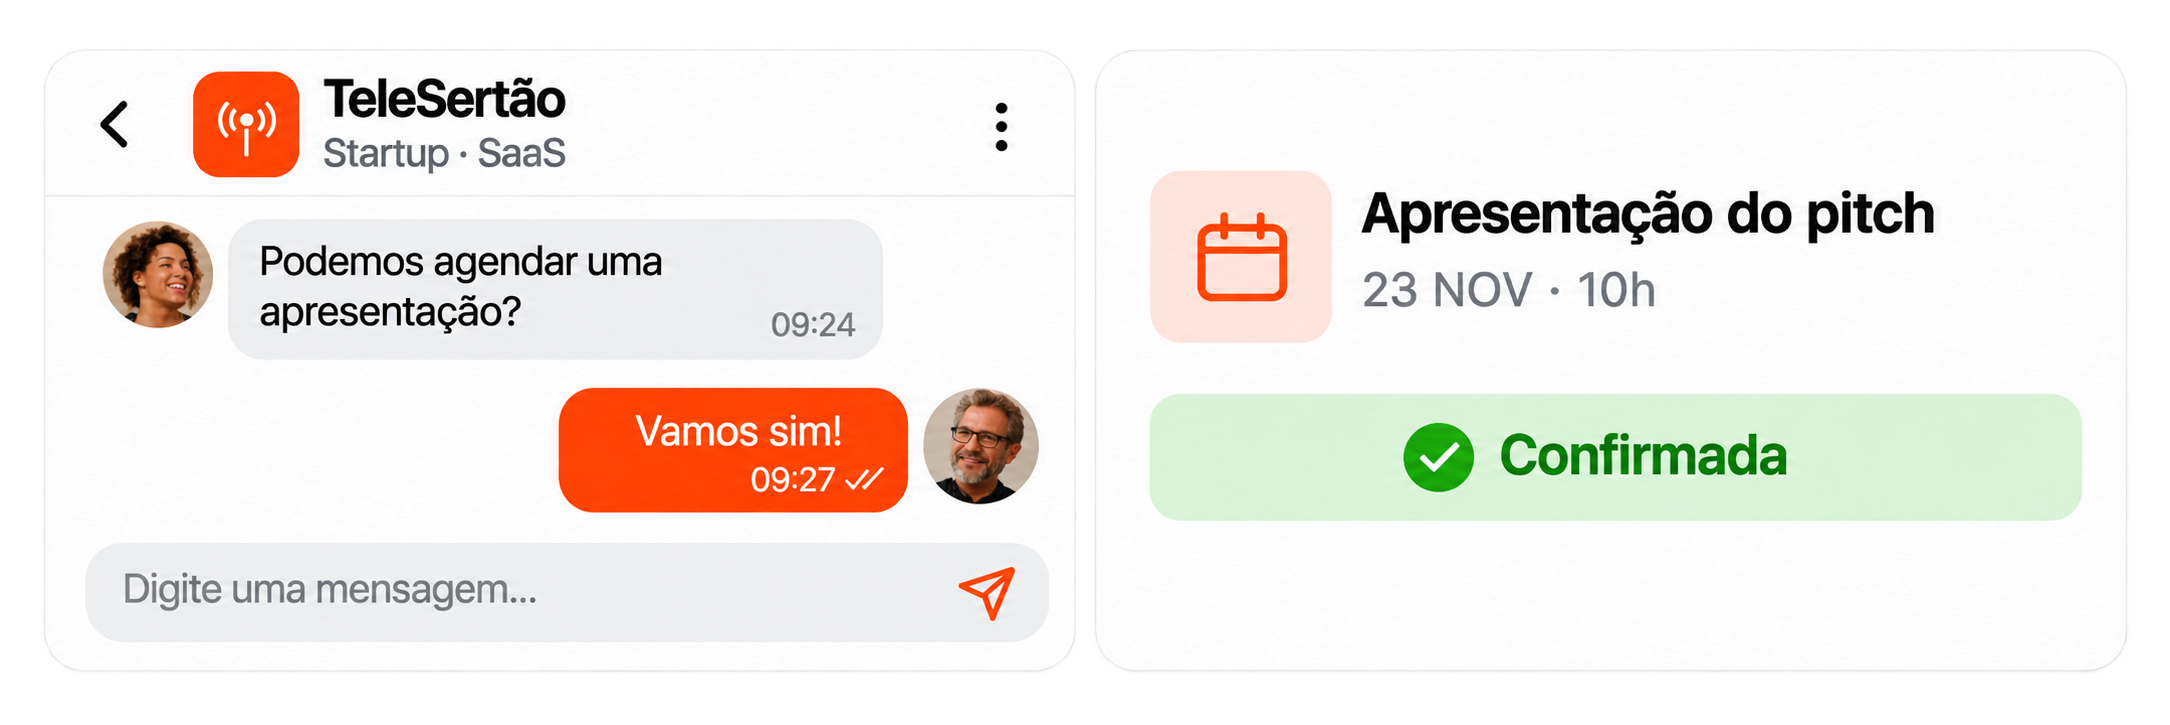 TeleSertão
Startup · SaaS
Podemos agendar uma
apresentação?
09:24
Vamos sim!
09:27
Digite uma mensagem...
Apresentação do pitch
23 NOV · 10h
Confirmada